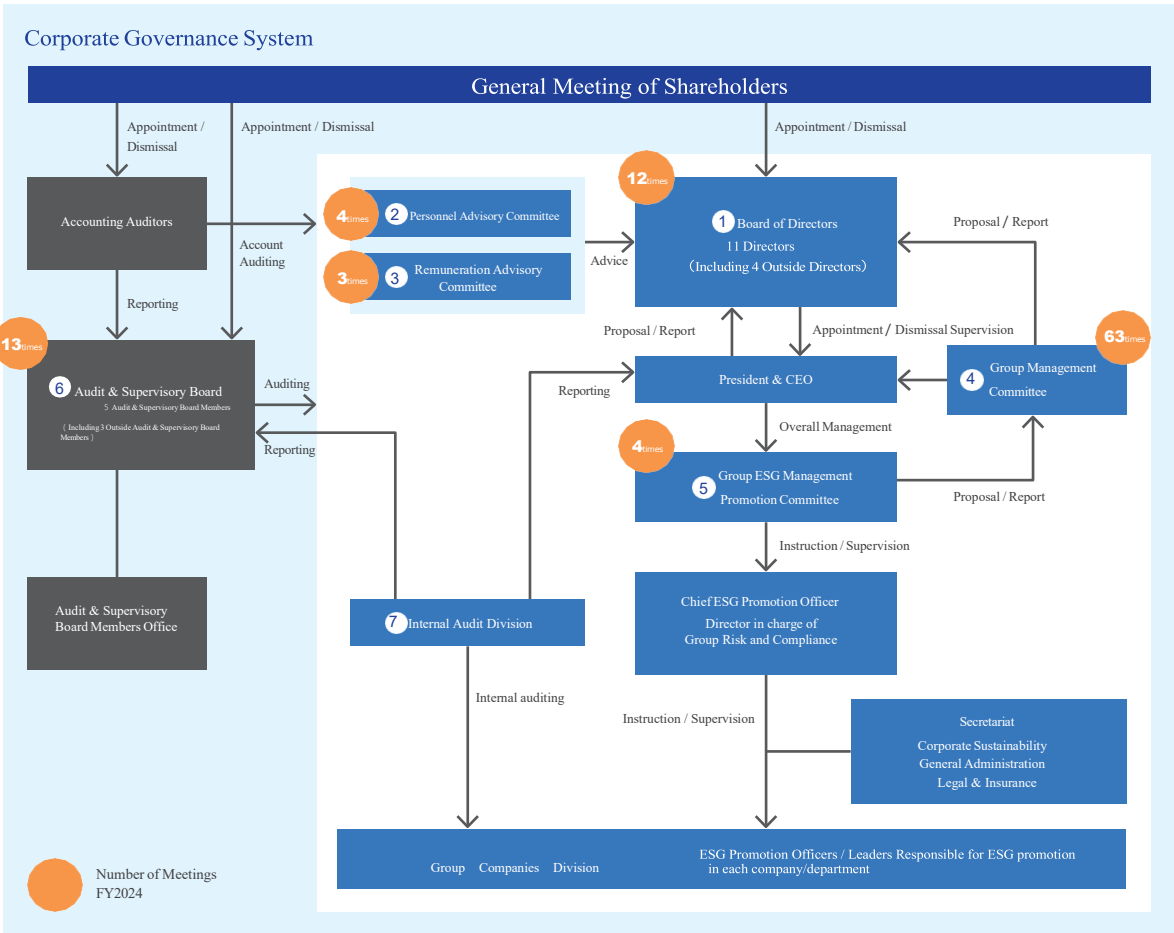 Corporate Governance System
General Meeting of Shareholders
Appointment /
Dismissal
Appointment / Dismissal
Appointment / Dismissal
Accounting Auditors
Account
Auditing
Reporting
4times
2 Personnel Advisory Committee
3times
3 Remuneration Advisory
Committee
Advice
12times
1 Board of Directors
11 Directors
(Including 4 Outside Directors)
Proposal / Report
Proposal / Report
Appointment / Dismissal Supervision
63times
4 Group Management
Committee
13times
6 Audit & Supervisory Board
5 Audit & Supervisory Board Members
( Including 3 Outside Audit & Supervisory Board
Members )
Auditing
Reporting
Reporting
President & CEO
Overall Management
4times
5 Group ESG Management
Promotion Committee
Proposal / Report
Instruction / Supervision
Audit & Supervisory
Board Members Office
7 Internal Audit Division
Chief ESG Promotion Officer
Director in charge of
Group Risk and Compliance
Internal auditing
Instruction / Supervision
Secretariat
Corporate Sustainability
General Administration
Legal & Insurance
Group Companies Division
ESG Promotion Officers / Leaders Responsible for ESG promotion
in each company/department
Number of Meetings
FY2024